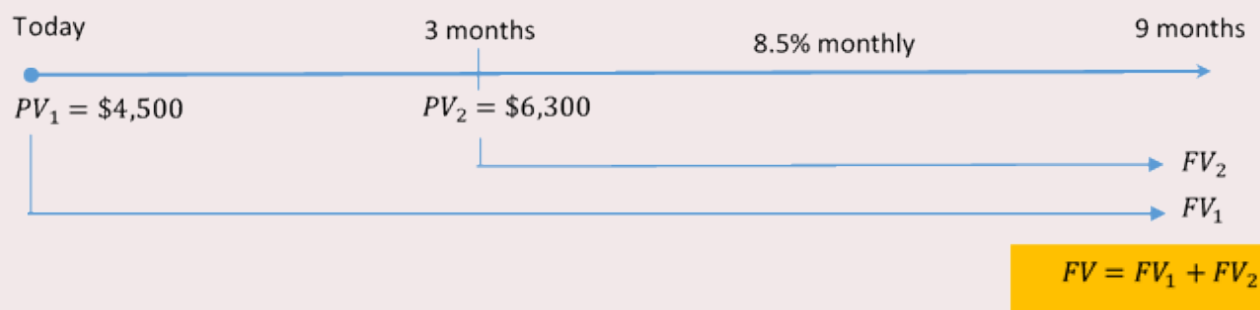 Today 3 months 8.5% monthly 9 months
PV₁ = $4,500 PV₂ = $6,300
FV₂
FV₁
FV = FV₁ + FV₂